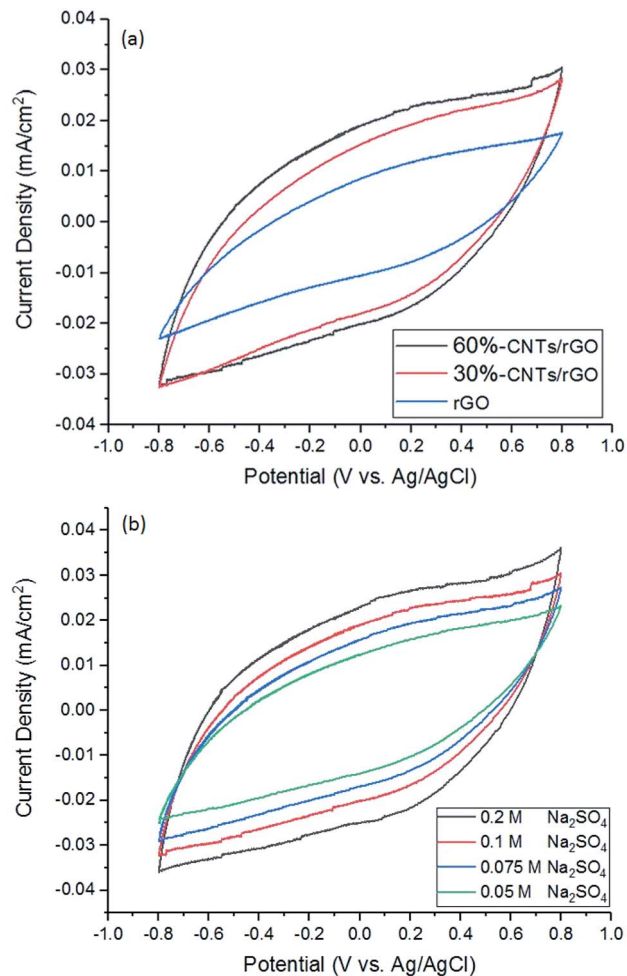 (a)
0.04
0.03
0.02
0.01
0.00
-0.01
-0.02
-0.03
-0.04
Current Density (mA/cm²)
60%-CNTs/rGO
30%-CNTs/rGO
rGO
-1.0 -0.8 -0.6 -0.4 -0.2 0.0 0.2 0.4 0.6 0.8 1.0
Potential (V vs. Ag/AgCl)
(b)
0.04
0.03
0.02
0.01
0.00
-0.01
-0.02
-0.03
-0.04
Current Density (mA/cm²)
0.2 M Na₂SO₄
0.1 M Na₂SO₄
0.075 M Na₂SO₄
0.05 M Na₂SO₄
-1.0 -0.8 -0.6 -0.4 -0.2 0.0 0.2 0.4 0.6 0.8 1.0
Potential (V vs. Ag/AgCl)